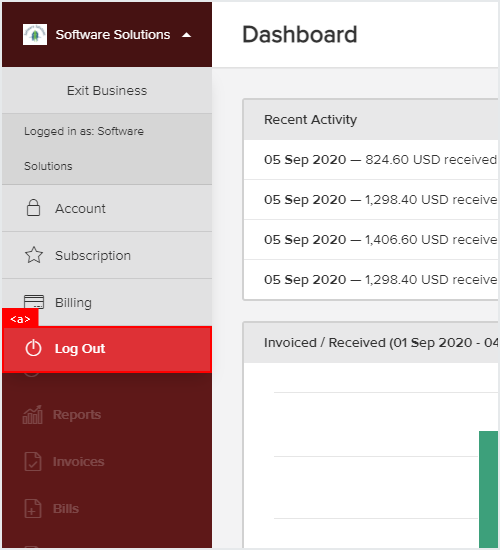 Software Solutions
Dashboard
Exit Business
Logged in as: Software
Solutions
Account
Subscription
Billing
<a>
Log Out
Reports
Invoices
Bills
Recent Activity
05 Sep 2020 — 824.60 USD received
05 Sep 2020 — 1,298.40 USD receive
05 Sep 2020 — 1,406.60 USD receive
05 Sep 2020 — 1,298.40 USD receive
Invoiced / Received (01 Sep 2020 - 04